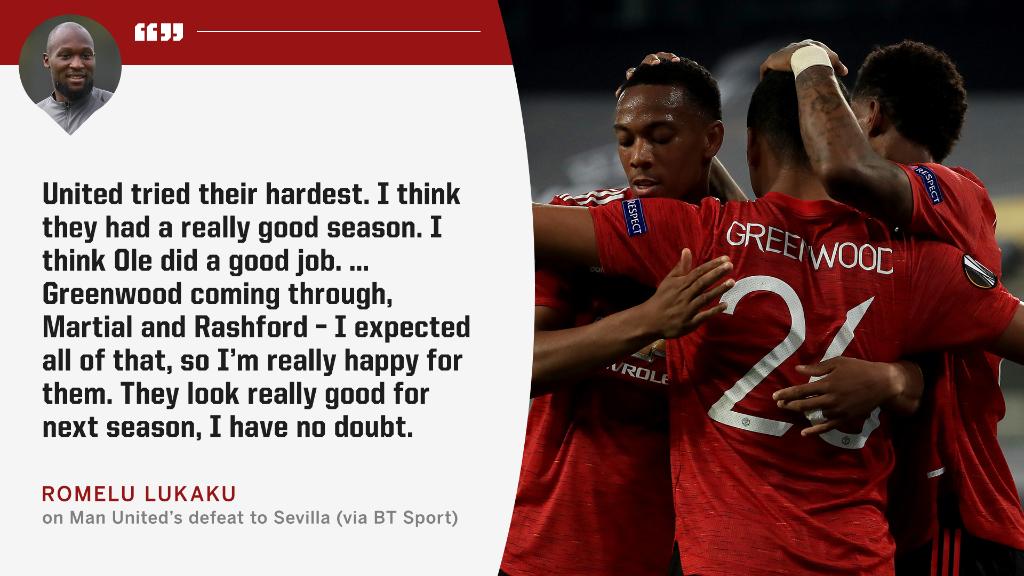 United tried their hardest. I think
they had a really good season. I
think Ole did a good job. ...
Greenwood coming through,
Martial and Rashford – I expected
all of that, so I'm really happy for
them. They look really good for
next season, I have no doubt.
ROMELU LUKAKU
on Man United's defeat to Sevilla (via BT Sport)
RESPECT
RESPECT
GREENWOOD
26